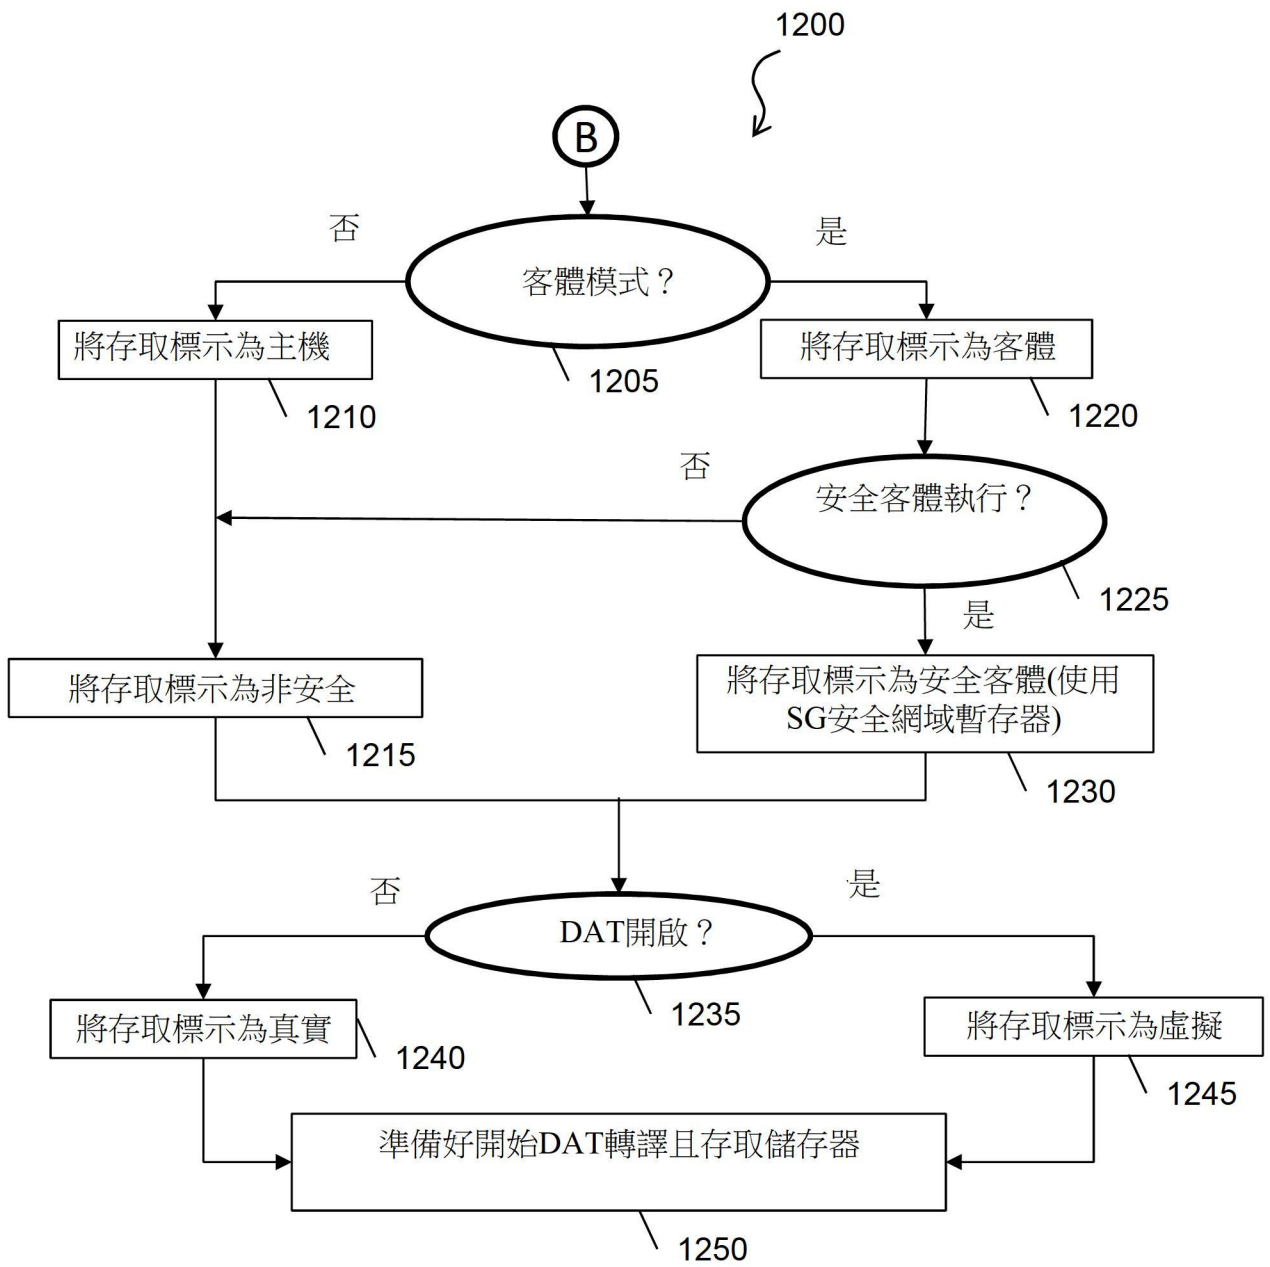 1200
B
否
是
客體模式？
1205
將存取標示為主機
1210
將存取標示為客體
1220
否
安全客體執行？
1225
是
將存取標示為非安全
1215
將存取標示為安全客體(使用
SG安全網域暫存器)
1230
否
是
DAT開啟？
1235
將存取標示為真實
1240
將存取標示為虛擬
1245
準備好開始DAT轉譯且存取儲存器
1250